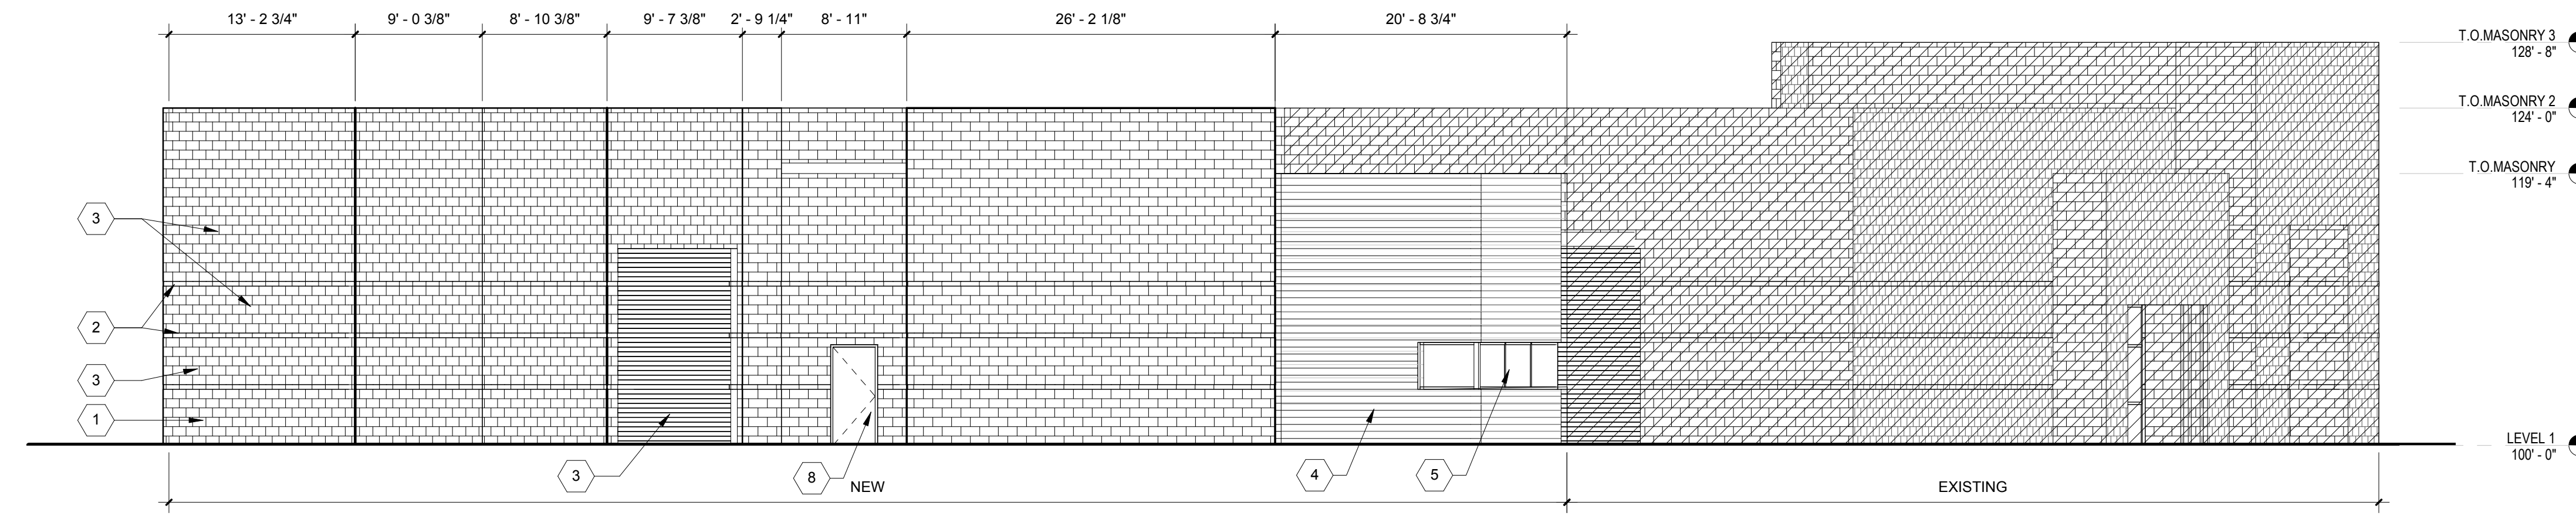 13' - 2 3/4" 9' - 0 3/8" 8' - 10 3/8" 9' - 7 3/8" 2' - 9 1/4" 8' - 11" 26' - 2 1/8" 20' - 8 3/4"
T.O.MASONRY 3
128' - 8"
T.O.MASONRY 2
124' - 0"
T.O.MASONRY
119' - 4"
3
2
3
1
LEVEL 1
100' - 0"
3 8 4 5
NEW EXISTING